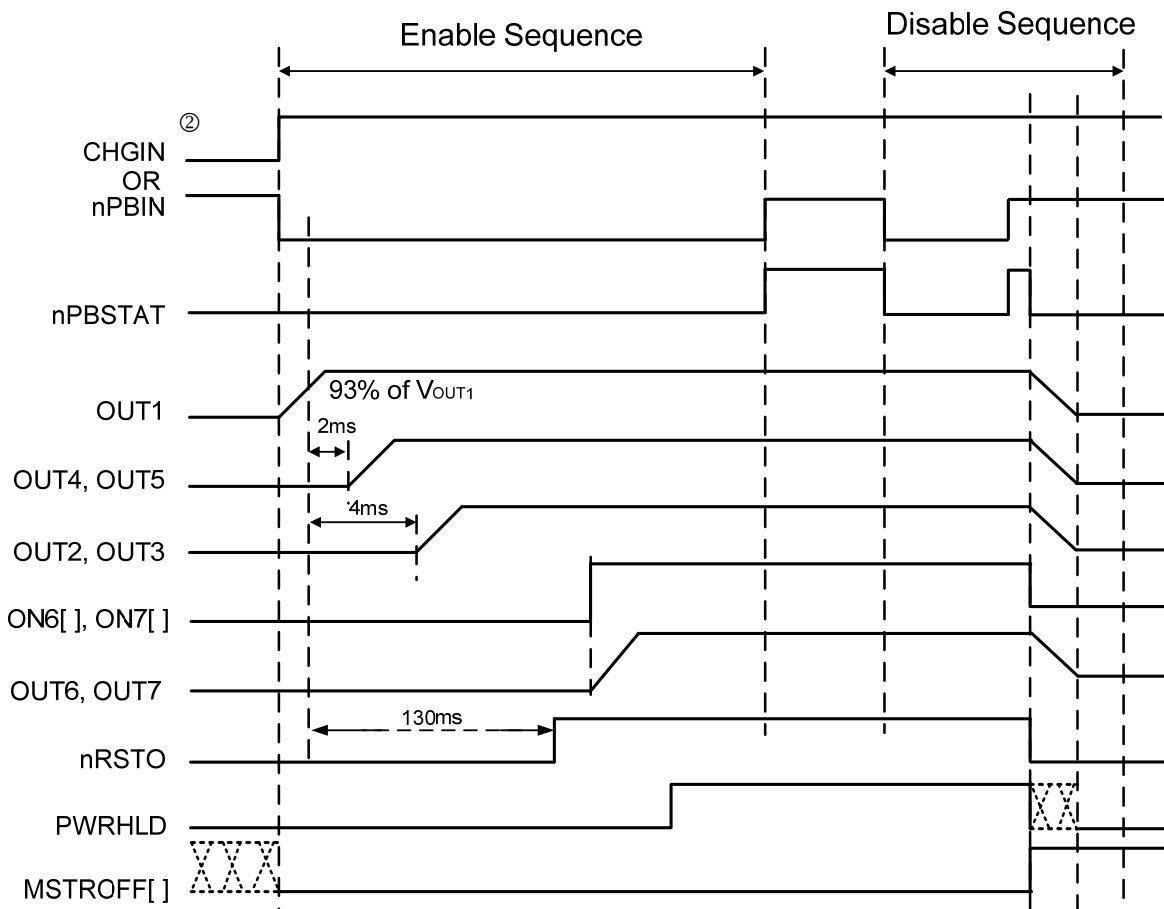 Enable Sequence
Disable Sequence
②
CHGIN
OR
nPBIN
nPBSTAT
OUT1
93% of VOUT1
2ms
OUT4, OUT5
4ms
OUT2, OUT3
ON6[ ], ON7[ ]
OUT6, OUT7
130ms
nRSTO
PWRHLD
MSTROFF[ ]